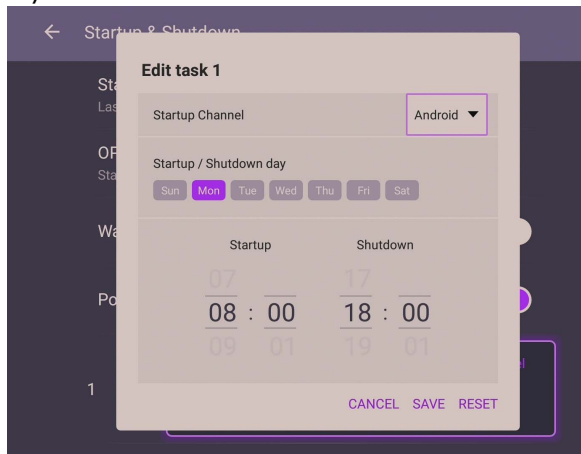 Startup & Shutdown
Edit task 1
Startup Channel
Android
Startup / Shutdown day
Sun Mon Tue Wed Thu Fri Sat
Startup Shutdown
07 17
08 : 00 18 : 00
09 01 19 01
1
CANCEL SAVE RESET